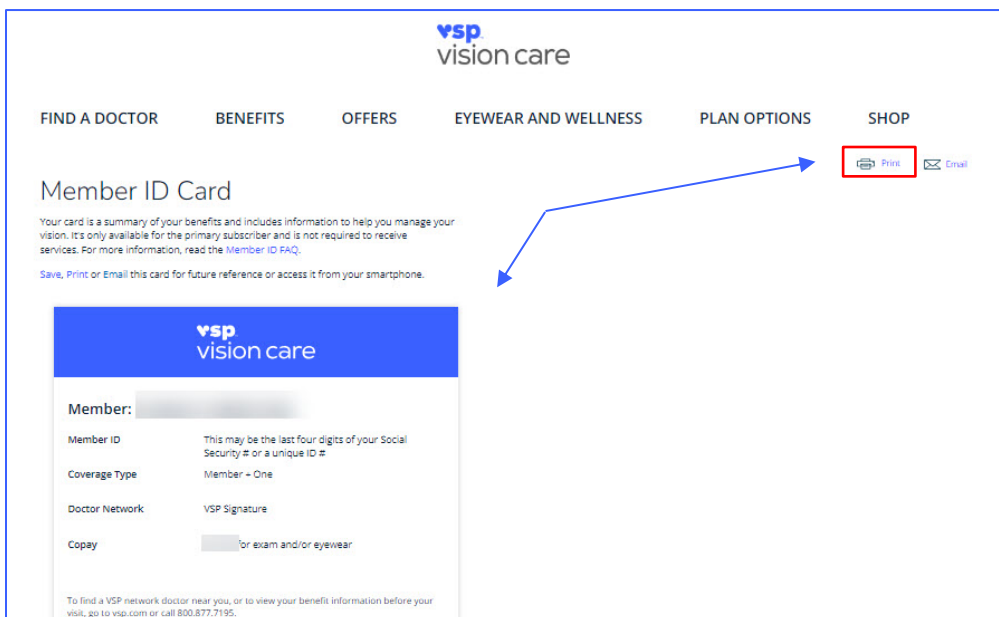 vsp
vision care
FIND A DOCTOR BENEFITS OFFERS EYEWEAR AND WELLNESS PLAN OPTIONS SHOP
Print Email
Member ID Card
Your card is a summary of your benefits and includes information to help you manage your
vision. It's only available for the primary subscriber and is not required to receive
services. For more information, read the Member ID FAQ.
Save, Print or Email this card for future reference or access it from your smartphone.
vsp
vision care
Member:
Member ID This may be the last four digits of your Social
Security # or a unique ID #
Coverage Type Member + One
Doctor Network VSP Signature
Copay for exam and/or eyewear
To find a VSP network doctor near you, or to view your benefit information before your
visit, go to vsp.com or call 800.877.7195.